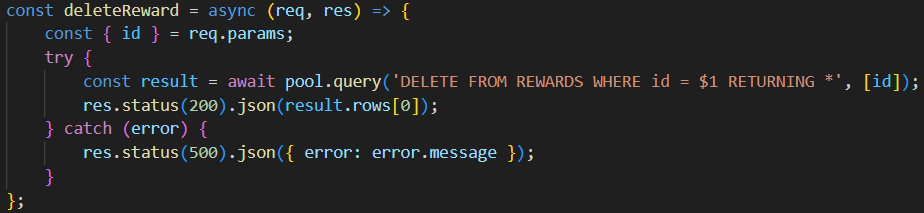 const deleteReward = async (req, res) => {
    const { id } = req.params;
    try {
        const result = await pool.query('DELETE FROM REWARDS WHERE id = $1 RETURNING *', [id]);
        res.status(200).json(result.rows[0]);
    } catch (error) {
        res.status(500).json({ error: error.message });
    }
};